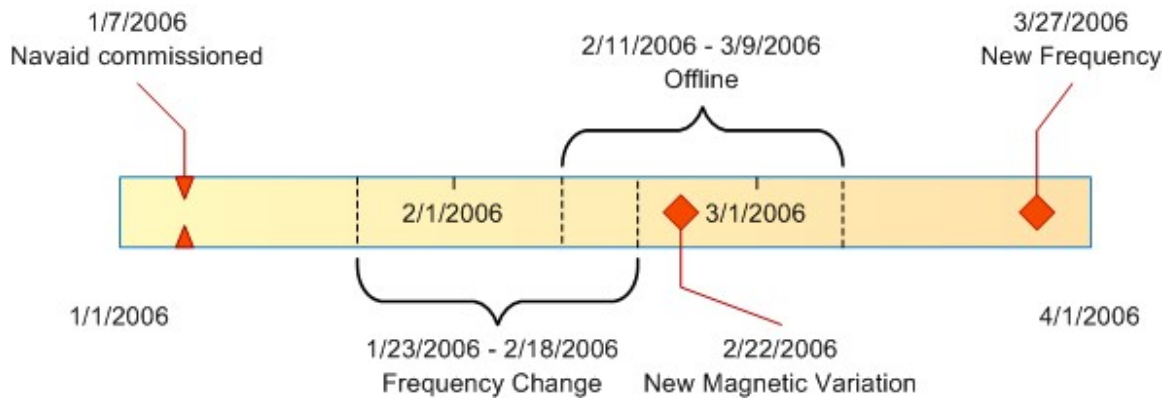 1/7/2006
Navaid commissioned
2/11/2006 - 3/9/2006
Offline
3/27/2006
New Frequency
2/1/2006
3/1/2006
1/1/2006
4/1/2006
1/23/2006 - 2/18/2006
Frequency Change
2/22/2006
New Magnetic Variation